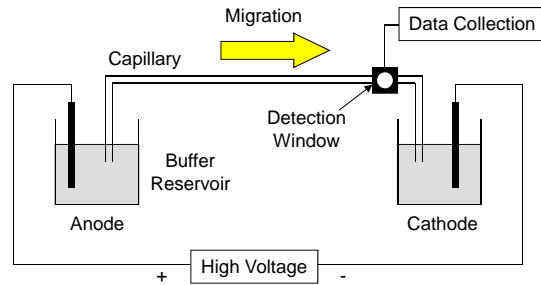 Migration
Data Collection
Capillary
Detection
Window
Buffer
Reservoir
Anode
Cathode
High Voltage
+
-